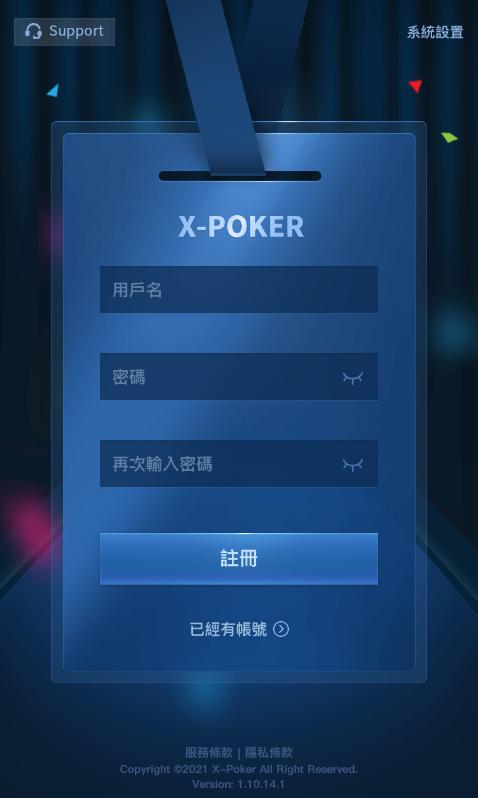 Support
系統設置
X-POKER
用戶名
密碼
再次輸入密碼
註冊
已經有帳號
服務條款 | 隱私條款
Copyright ©2021 X-Poker All Right Reserved.
Version: 1.10.14.1